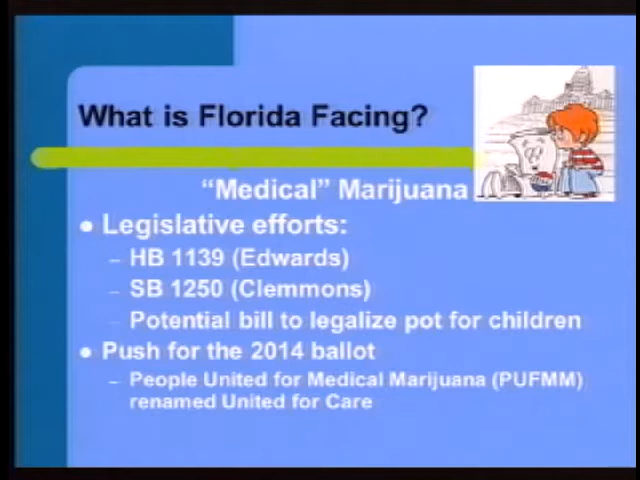 What is Florida Facing?
“Medical” Marijuana
● Legislative efforts:
– HB 1139 (Edwards)
– SB 1250 (Clemmons)
– Potential bill to legalize pot for children
● Push for the 2014 ballot
– People United for Medical Marijuana (PUFMM)
renamed United for Care